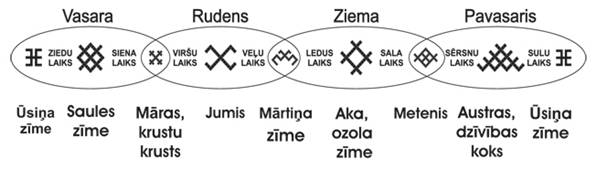 Vasara Rudens Ziema Pavasaris
ZIEDU LAIKS SIENA LAIKS VIRŠU LAIKS VEĻU LAIKS LEDUS LAIKS SALA LAIKS SĒRSNU LAIKS SULU LAIKS
Ūsiņa zīme
Saules zīme
Māras, krustu krusts
Jumis
Mārtiņa zīme
Aka, ozola zīme
Metenis
Austras, dzīvības koks
Ūsiņa zīme